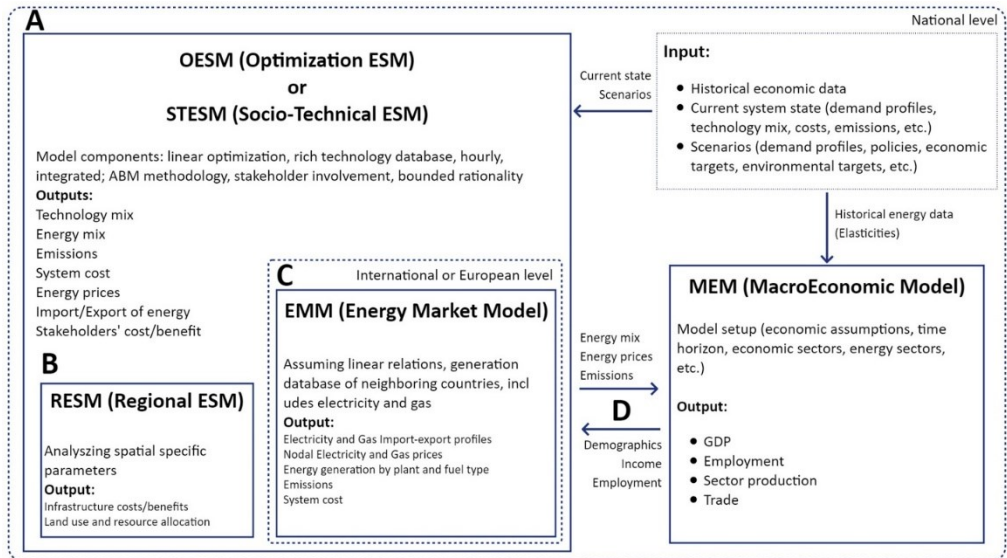 A
National level
OESM (Optimization ESM)
or
STESM (Socio-Technical ESM)
Model components: linear optimization, rich technology database, hourly,
integrated; ABM methodology, stakeholder involvement, bounded rationality
Outputs:
Technology mix
Energy mix
Emissions
System cost
Energy prices
Import/Export of energy
Stakeholders' cost/benefit
B
RESM (Regional ESM)
Analyzing spatial specific
parameters
Output:
Infrastructure costs/benefits
Land use and resource allocation
C
International or European level
EMM (Energy Market Model)
Assuming linear relations, generation
database of neighboring countries, incl
udes electricity and gas
Output:
Electricity and Gas Import-export profiles
Nodal Electricity and Gas prices
Energy generation by plant and fuel type
Emissions
System cost
Current state
Scenarios
Input:
• Historical economic data
• Current system state (demand profiles,
technology mix, costs, emissions, etc.)
• Scenarios (demand profiles, policies, economic
targets, environmental targets, etc.)
Historical energy data
(Elasticities)
Energy mix
Energy prices
Emissions
D
Demographics
Income
Employment
MEM (MacroEconomic Model)
Model setup (economic assumptions, time
horizon, economic sectors, energy sectors,
etc.)
Output:
• GDP
• Employment
• Sector production
• Trade